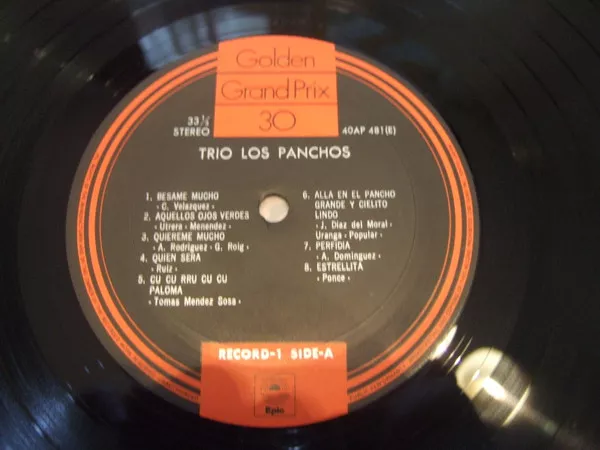 Golden
Grand Prix
30
33⅓
STEREO
40AP 481(E)
TRIO LOS PANCHOS
1. BESAME MUCHO
- C. Velazquez -
2. AQUELLOS OJOS VERDES
- Utrera - Menendez -
3. QUIEREME MUCHO
- A. Rodriguez - G. Roig -
4. QUIEN SERA
- Ruiz -
5. CU CU RRU CU CU
PALOMA
- Tomas Mendez Sosa -
6. ALLA EN EL PANCHO
GRANDE Y CIELITO
LINDO
- J. Diaz del Moral -
Uranga - Popular -
7. PERFIDIA
- A. Dominguez -
8. ESTRELLITA
- Ponce -
RECORD-1 SIDE-A
Epic